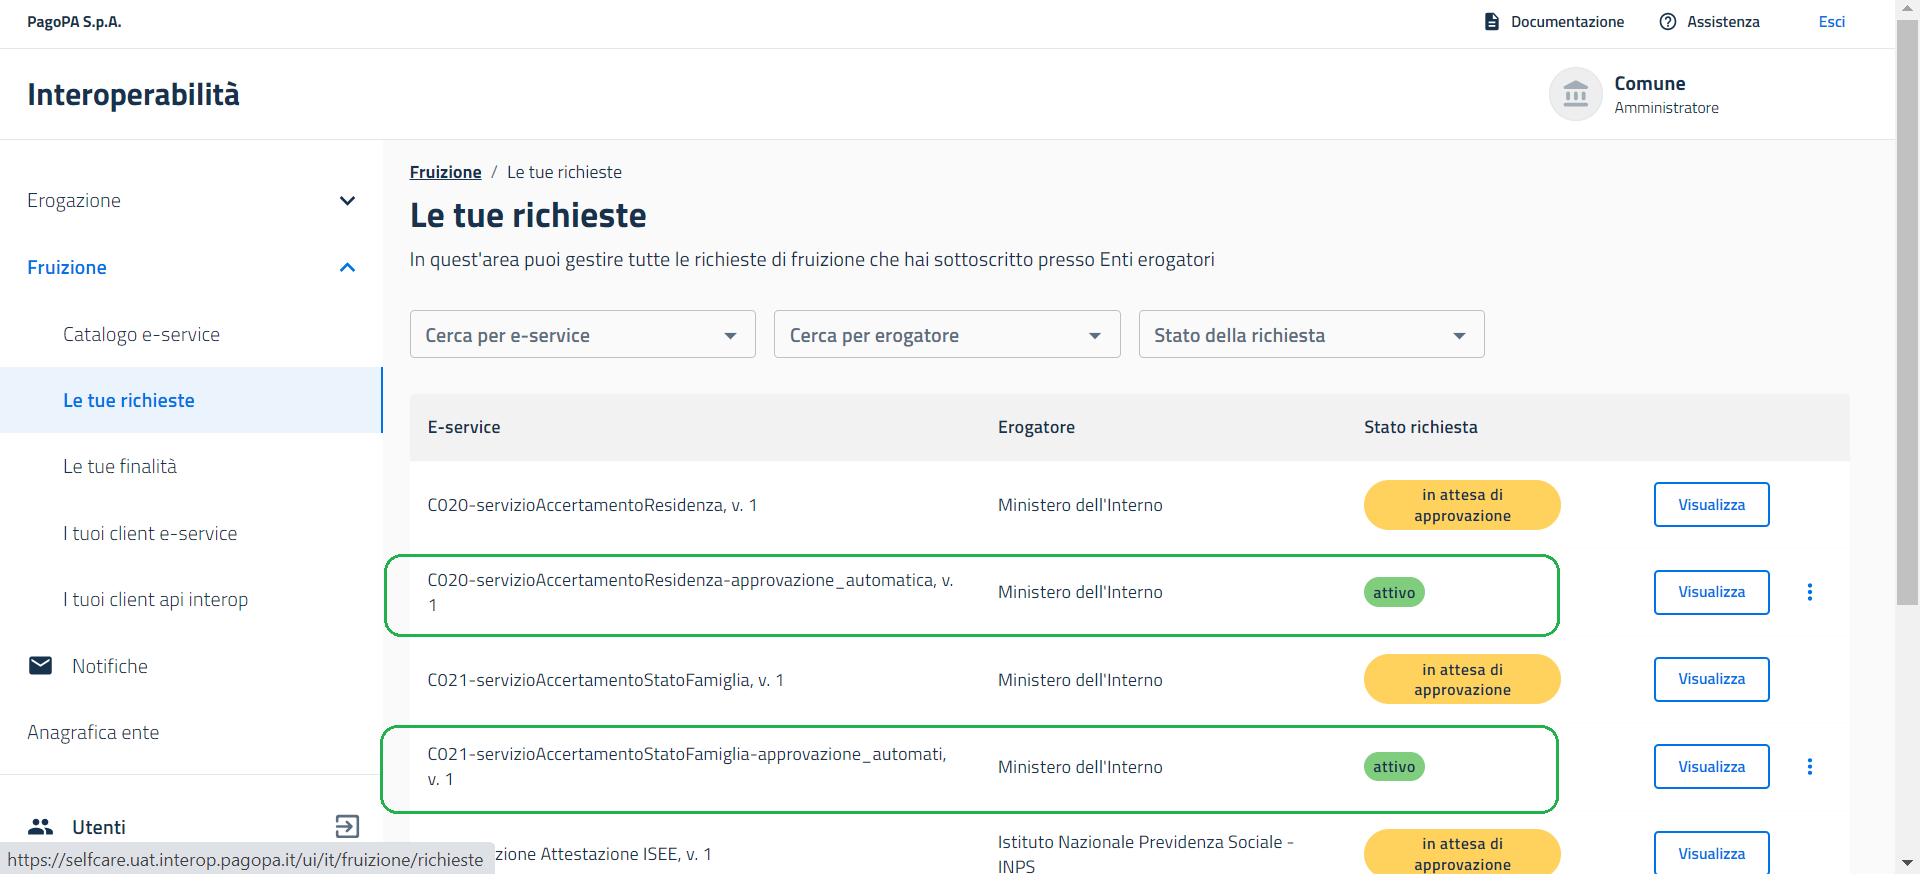 PagoPA S.p.A.
Documentazione
Assistenza
Esci
Interoperabilità
Comune
Amministratore
Erogazione
Fruizione
Catalogo e-service
Le tue richieste
Le tue finalità
I tuoi client e-service
I tuoi client api interop
Notifiche
Anagrafica ente
Utenti
https://selfcare.uat.interop.pagopa.it/ui/it/fruizione/richieste
Fruizione / Le tue richieste
Le tue richieste
In quest'area puoi gestire tutte le richieste di fruizione che hai sottoscritto presso Enti erogatori
Cerca per e-service
Cerca per erogatore
Stato della richiesta
E-service
Erogatore
Stato richiesta
C020-servizioAccertamentoResidenza, v. 1
Ministero dell'Interno
in attesa di
approvazione
Visualizza
C020-servizioAccertamentoResidenza-approvazione_automatica, v.
1
Ministero dell'Interno
attivo
Visualizza
C021-servizioAccertamentoStatoFamiglia, v. 1
Ministero dell'Interno
in attesa di
approvazione
Visualizza
C021-servizioAccertamentoStatoFamiglia-approvazione_automati,
v. 1
Ministero dell'Interno
attivo
Visualizza
zione Attestazione ISEE, v. 1
Istituto Nazionale Previdenza Sociale -
INPS
in attesa di
approvazione
Visualizza